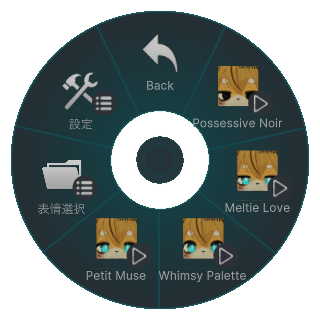 Back
Possessive Noir
Meltie Love
Whimsy Palette
Petit Muse
表情選択
設定